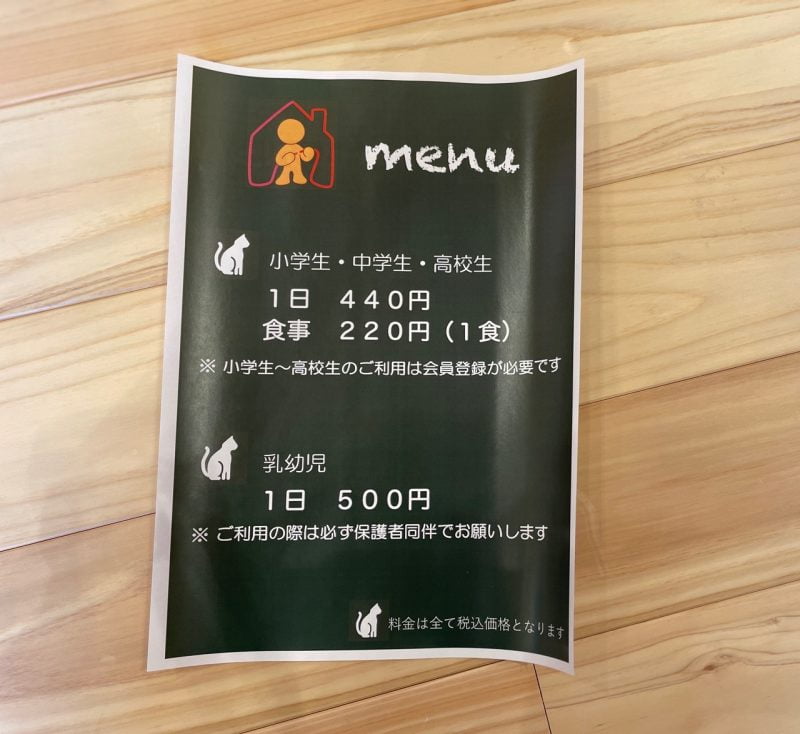 menu
小学生・中学生・高校生
1日　４４０円
食事　２２０円（１食）
※ 小学生～高校生のご利用は会員登録が必要です
乳幼児
1日　５００円
※ ご利用の際は必ず保護者同伴でお願いします
料金は全て税込価格となります